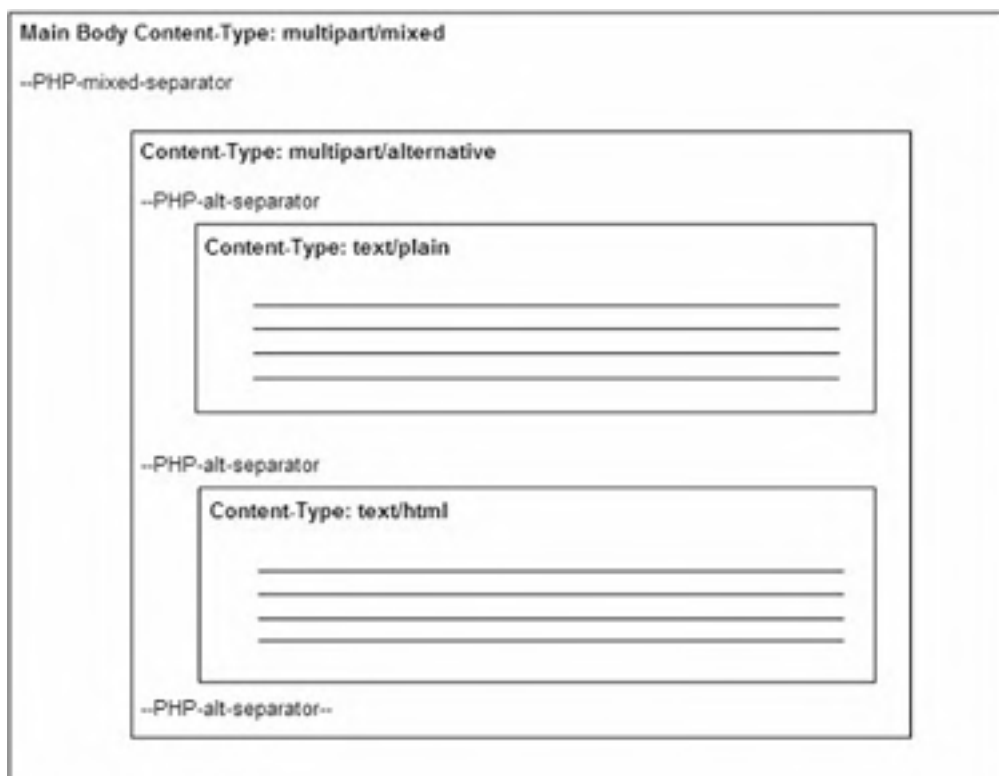 Main Body Content-Type: multipart/mixed
--PHP-mixed-separator
Content-Type: multipart/alternative
--PHP-alt-separator
Content-Type: text/plain
--PHP-alt-separator
Content-Type: text/html
--PHP-alt-separator--